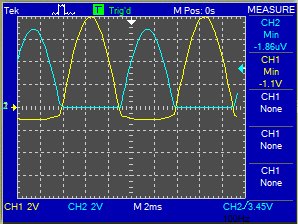 Tek T Trig'd M Pos: 0s MEASURE
CH2
Min
-1.86uV
CH1
Min
-1.1V
CH1
None
CH1
None
CH1
None
CH1 2V CH2 2V M 2ms CH2/3.45V